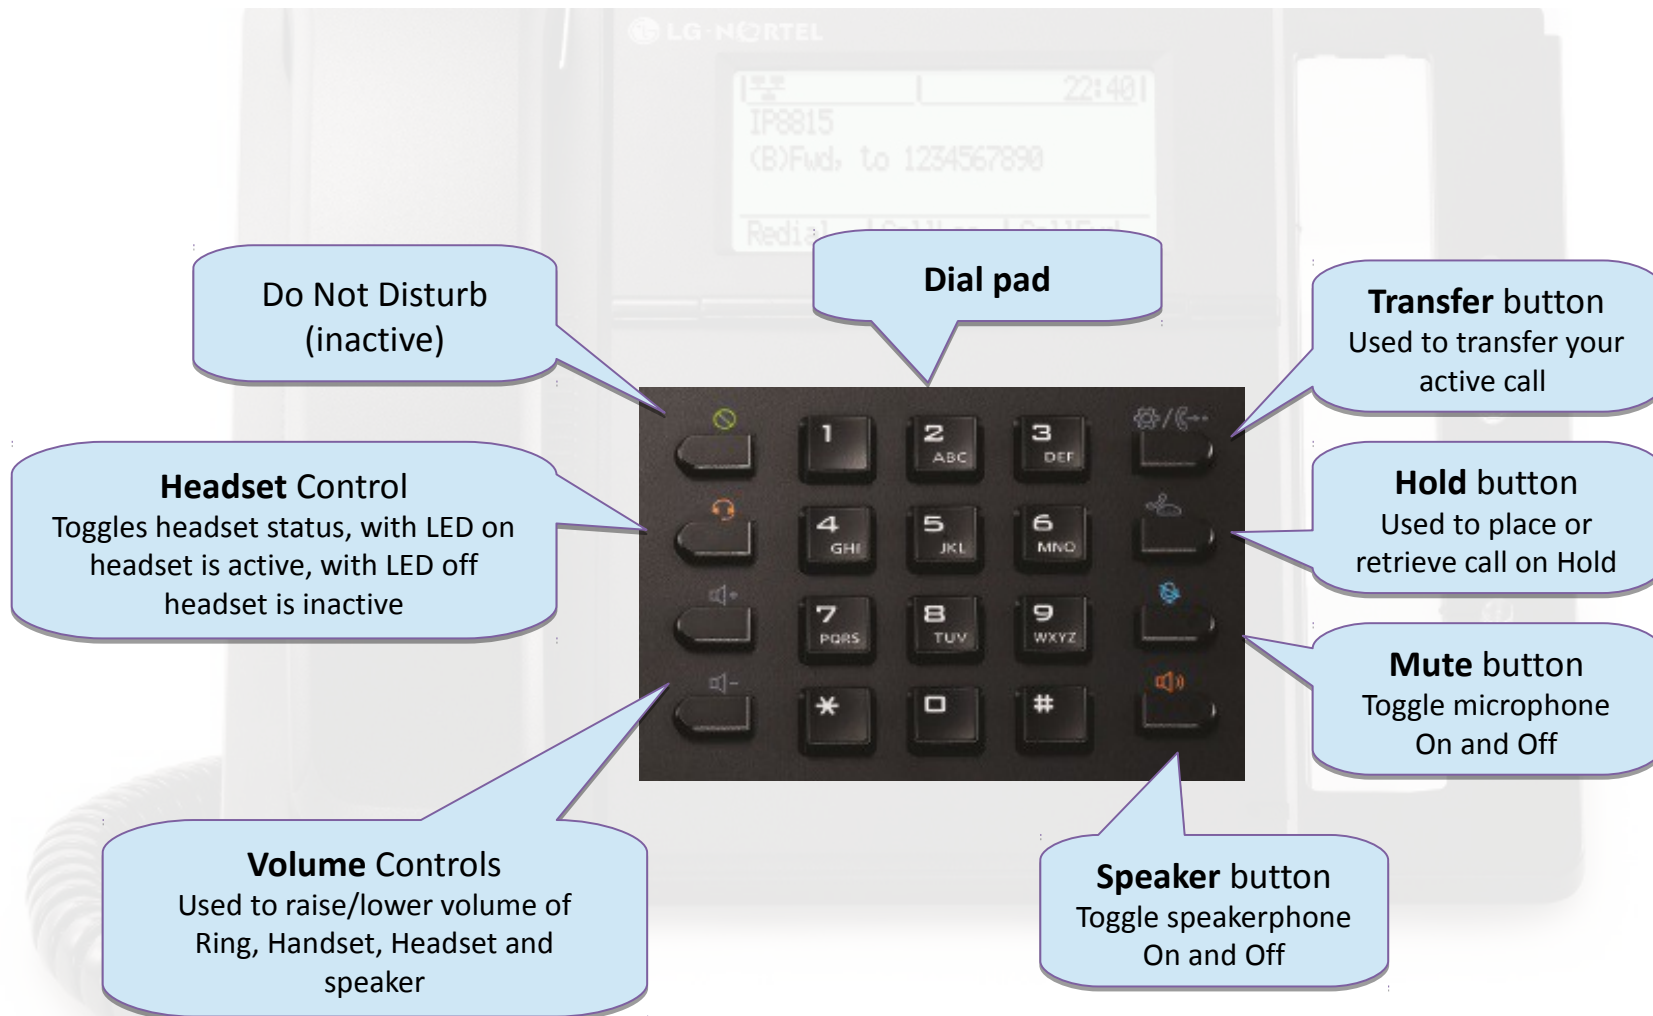 LG-NORTEL
22:40
IP8815
(B)Fwd, to 1234567890
Redial
Do Not Disturb
(inactive)
Dial pad
Transfer button
Used to transfer your
active call
Headset Control
Toggles headset status, with LED on
headset is active, with LED off
headset is inactive
Hold button
Used to place or
retrieve call on Hold
Mute button
Toggle microphone
On and Off
Volume Controls
Used to raise/lower volume of
Ring, Handset, Headset and
speaker
Speaker button
Toggle speakerphone
On and Off
1
2
ABC
3
DEF
4
GHI
5
JKL
6
MNO
7
PQRS
8
TUV
9
WXYZ
*
0
#